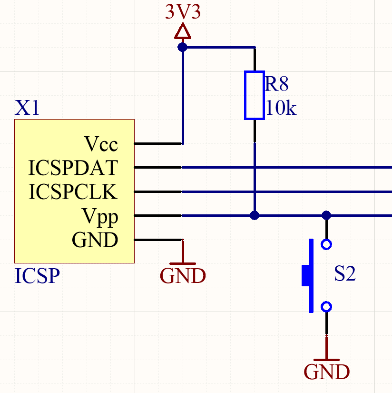 3V3
R8
10k
X1
Vcc
ICSPDAT
ICSPCLK
Vpp
GND
ICSP
GND
S2
GND